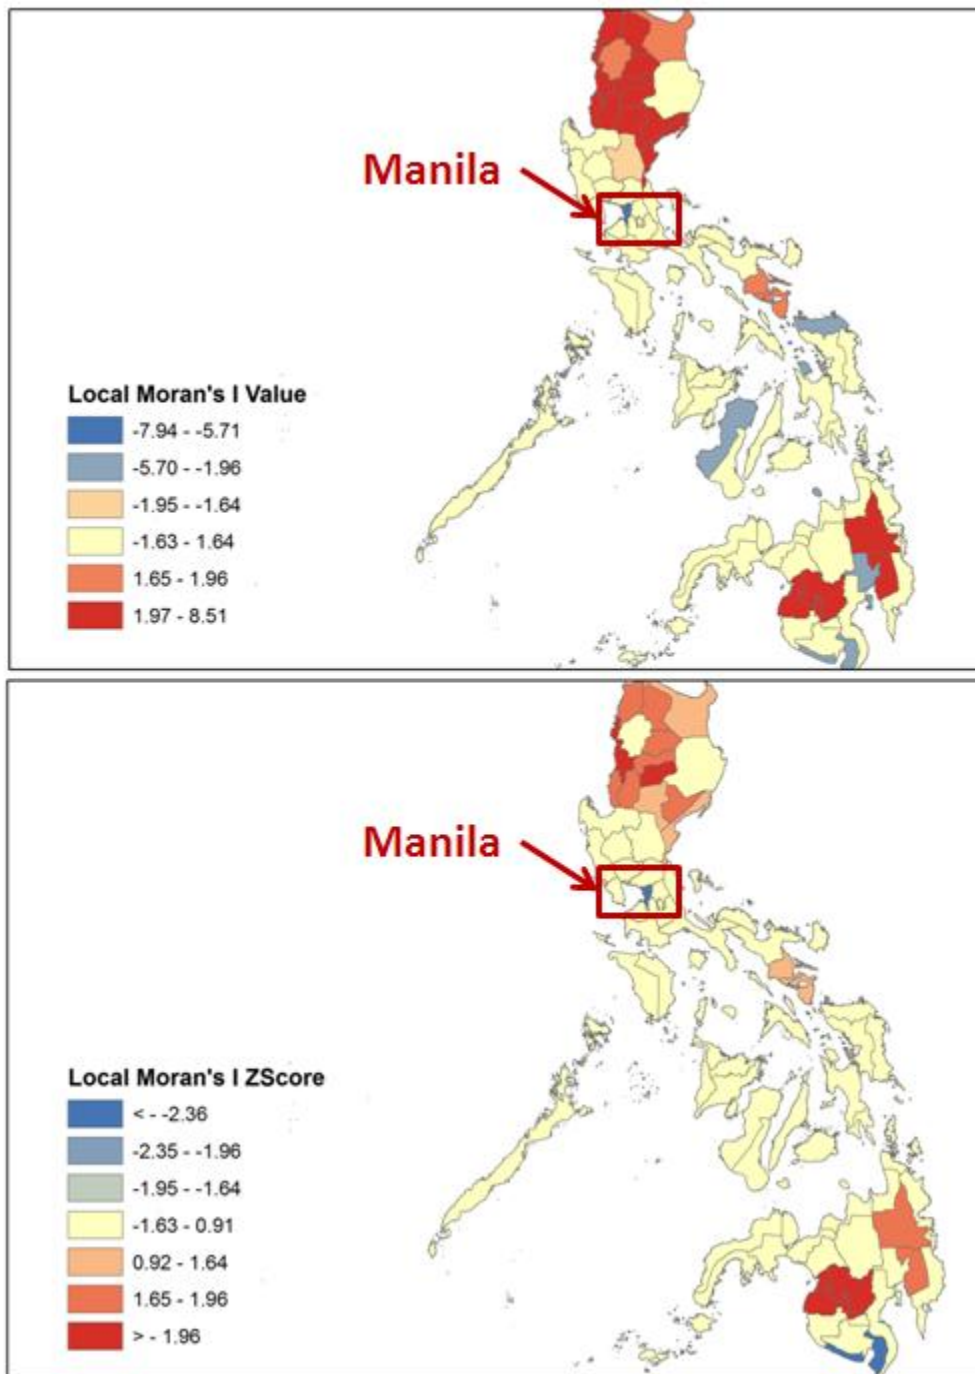 Manila
Local Moran's I Value
-7.94 - -5.71
-5.70 - -1.96
-1.95 - -1.64
-1.63 - 1.64
1.65 - 1.96
1.97 - 8.51
Manila
Local Moran's I ZScore
< - -2.36
-2.35 - -1.96
-1.95 - -1.64
-1.63 - 0.91
0.92 - 1.64
1.65 - 1.96
> - 1.96